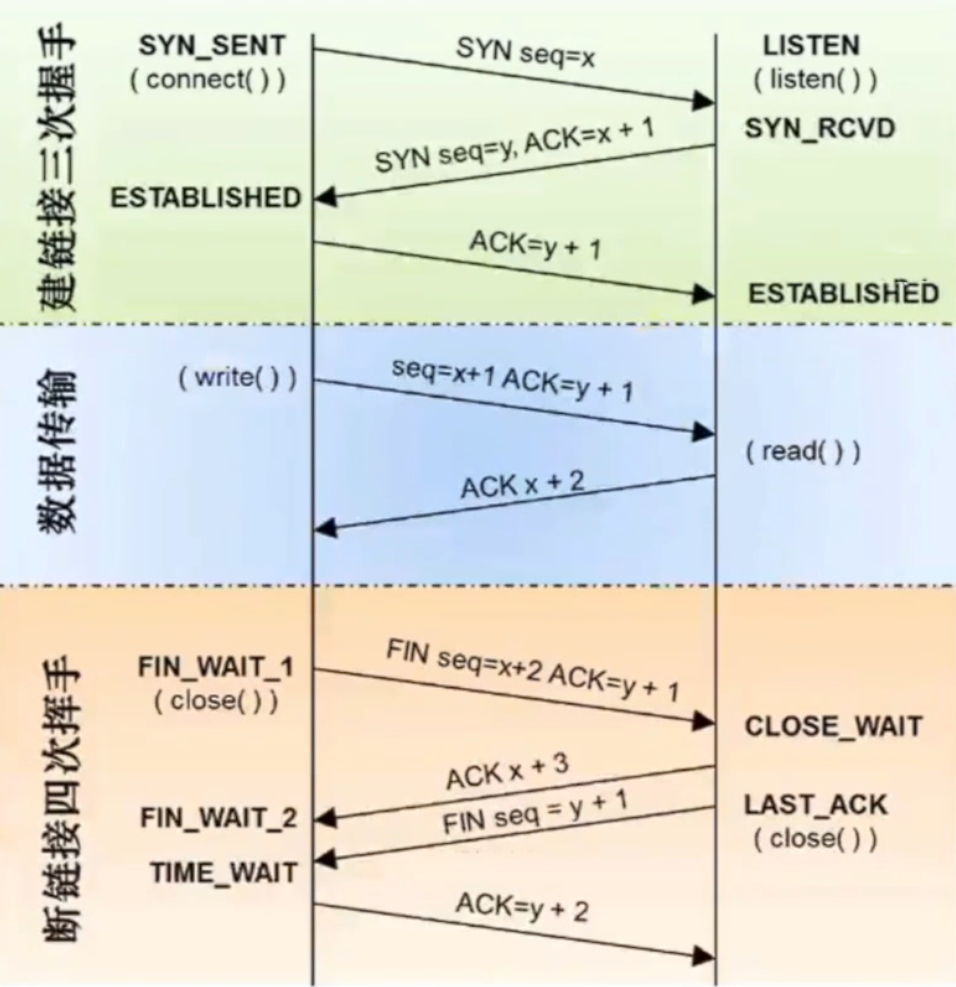 建链接三次握手
SYN_SENT
( connect( ) )
SYN seq=x
LISTEN
( listen( ) )
SYN_RCVD
SYN seq=y, ACK=x + 1
ESTABLISHED
ACK=y + 1
ESTABLISHED
数据传输
( write( ) )
seq=x+1 ACK=y + 1
( read( ) )
ACK x + 2
断链接四次挥手
FIN_WAIT_1
( close( ) )
FIN seq=x+2 ACK=y + 1
CLOSE_WAIT
ACK x + 3
FIN_WAIT_2
FIN seq = y + 1
LAST_ACK
( close( ) )
TIME_WAIT
ACK=y + 2